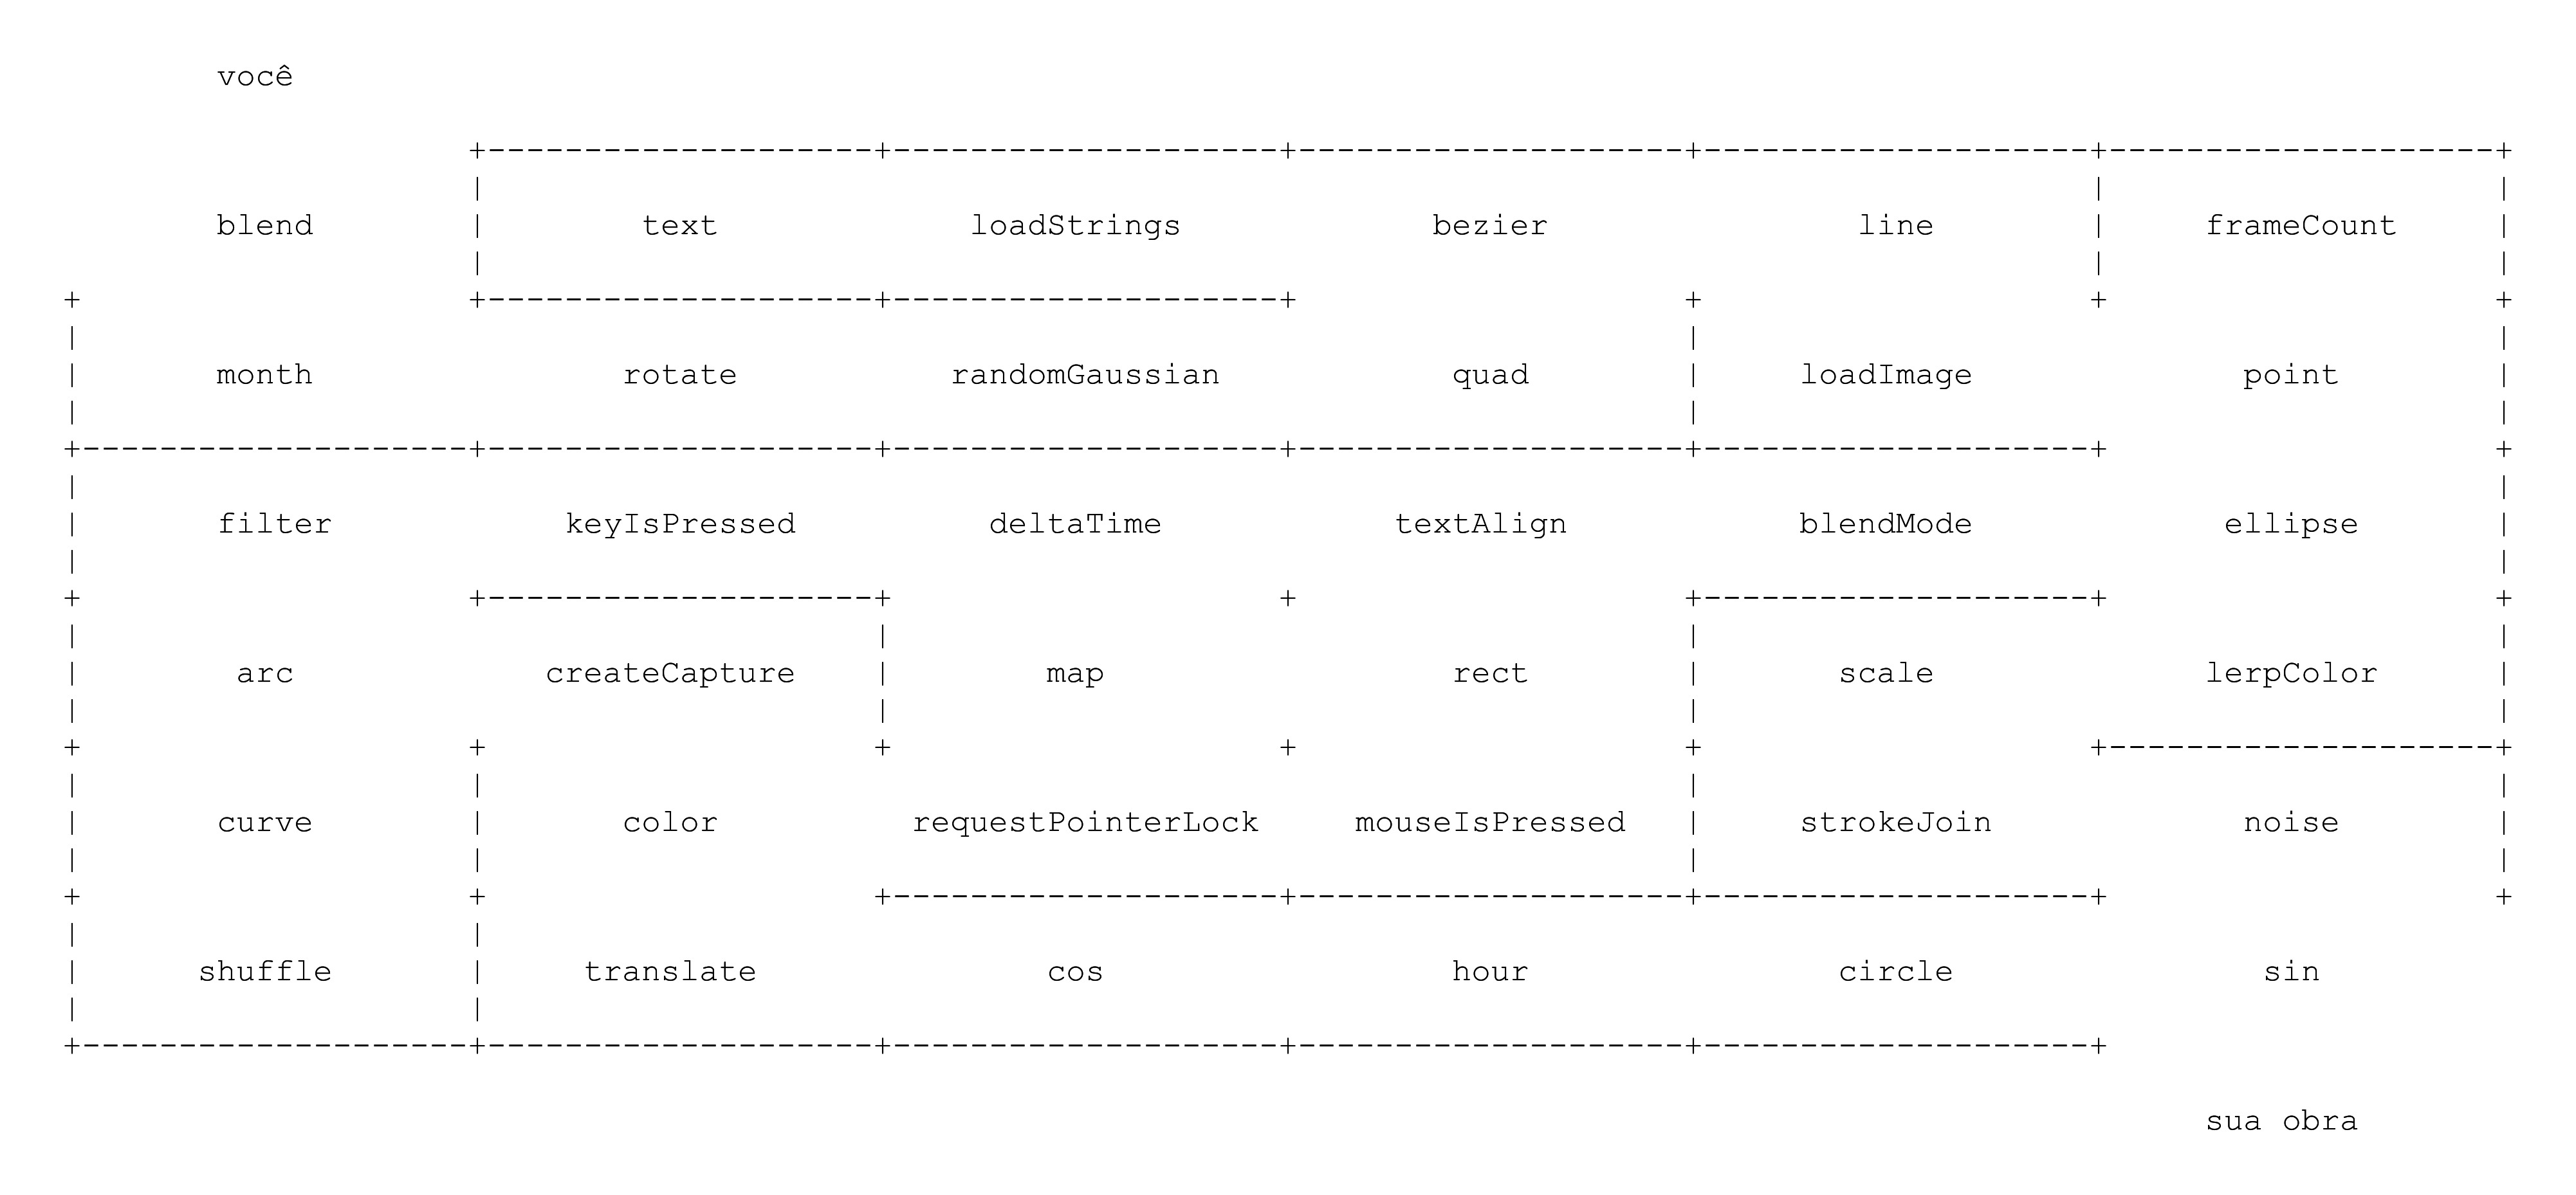 você
blend text loadStrings bezier line frameCount
month rotate randomGaussian quad loadImage point
filter keyIsPressed deltaTime textAlign blendMode ellipse
arc createCapture map rect scale lerpColor
curve color requestPointerLock mouseIsPressed strokeJoin noise
shuffle translate cos hour circle sin
sua obra